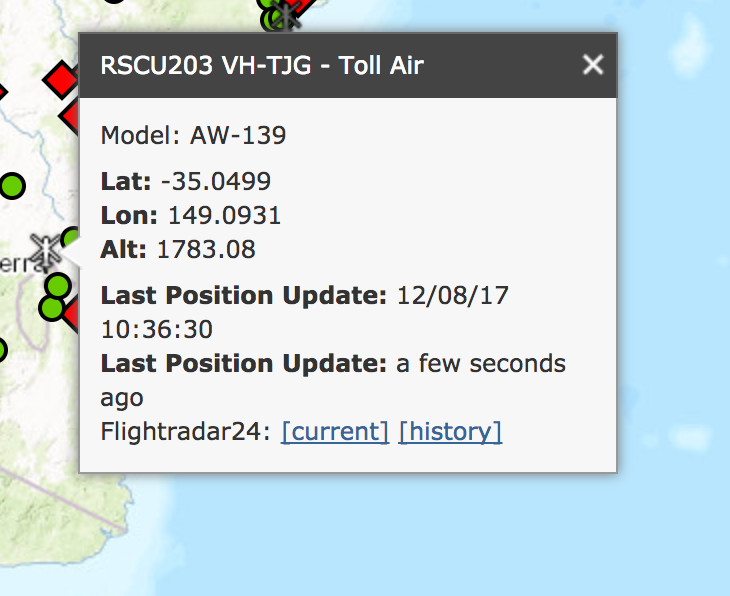 RSCU203 VH-TJG - Toll Air
Model: AW-139
Lat: -35.0499
Lon: 149.0931
Alt: 1783.08
erra
Last Position Update: 12/08/17
10:36:30
Last Position Update: a few seconds
ago
Flightradar24: [current] [history]